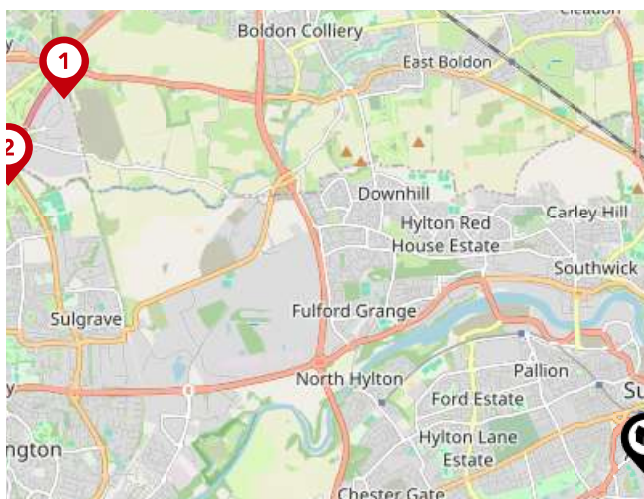 Boldon Colliery
East Boldon
1
2
Downhill
Carley Hill
Hylton Red
House Estate
Southwick
Fulford Grange
Sulgrave
Pallion
North Hylton
Ford Estate
Su
Hylton Lane
Estate
ngton
Chester Gate